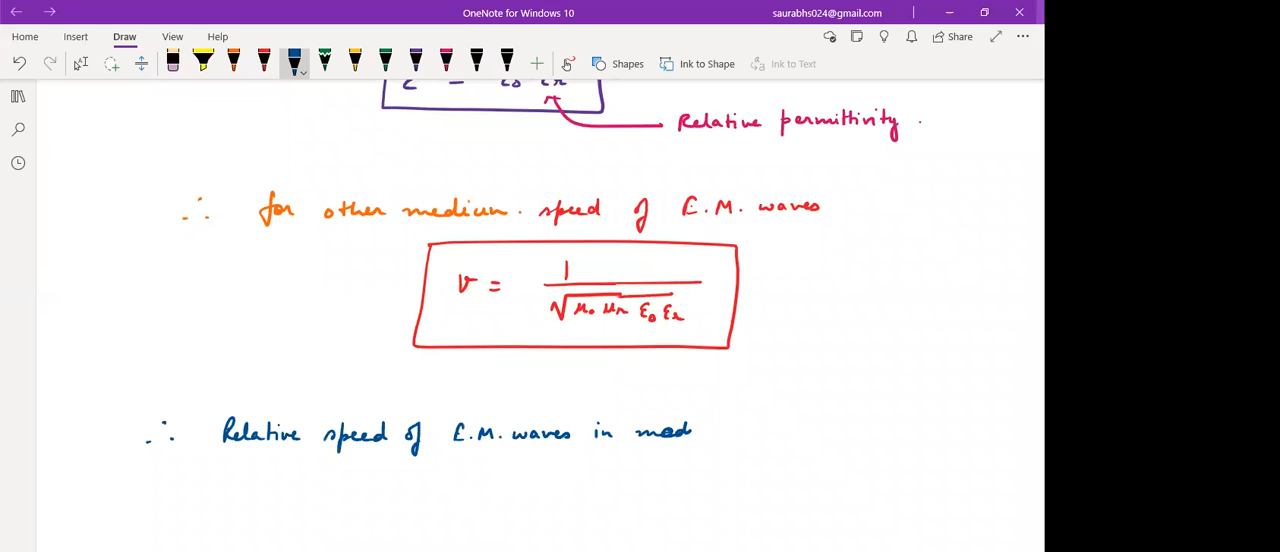 OneNote for Windows 10
saurabhs024@gmail.com
Home Insert Draw View Help
Share
Shapes Ink to Shape Ink to Text
ε = ε0 εr
Relative permittivity .
∴ for other medium . speed of E.M. waves
v = 1 / √μ0 μr ε0 εr
∴ Relative speed of E.M. waves in med